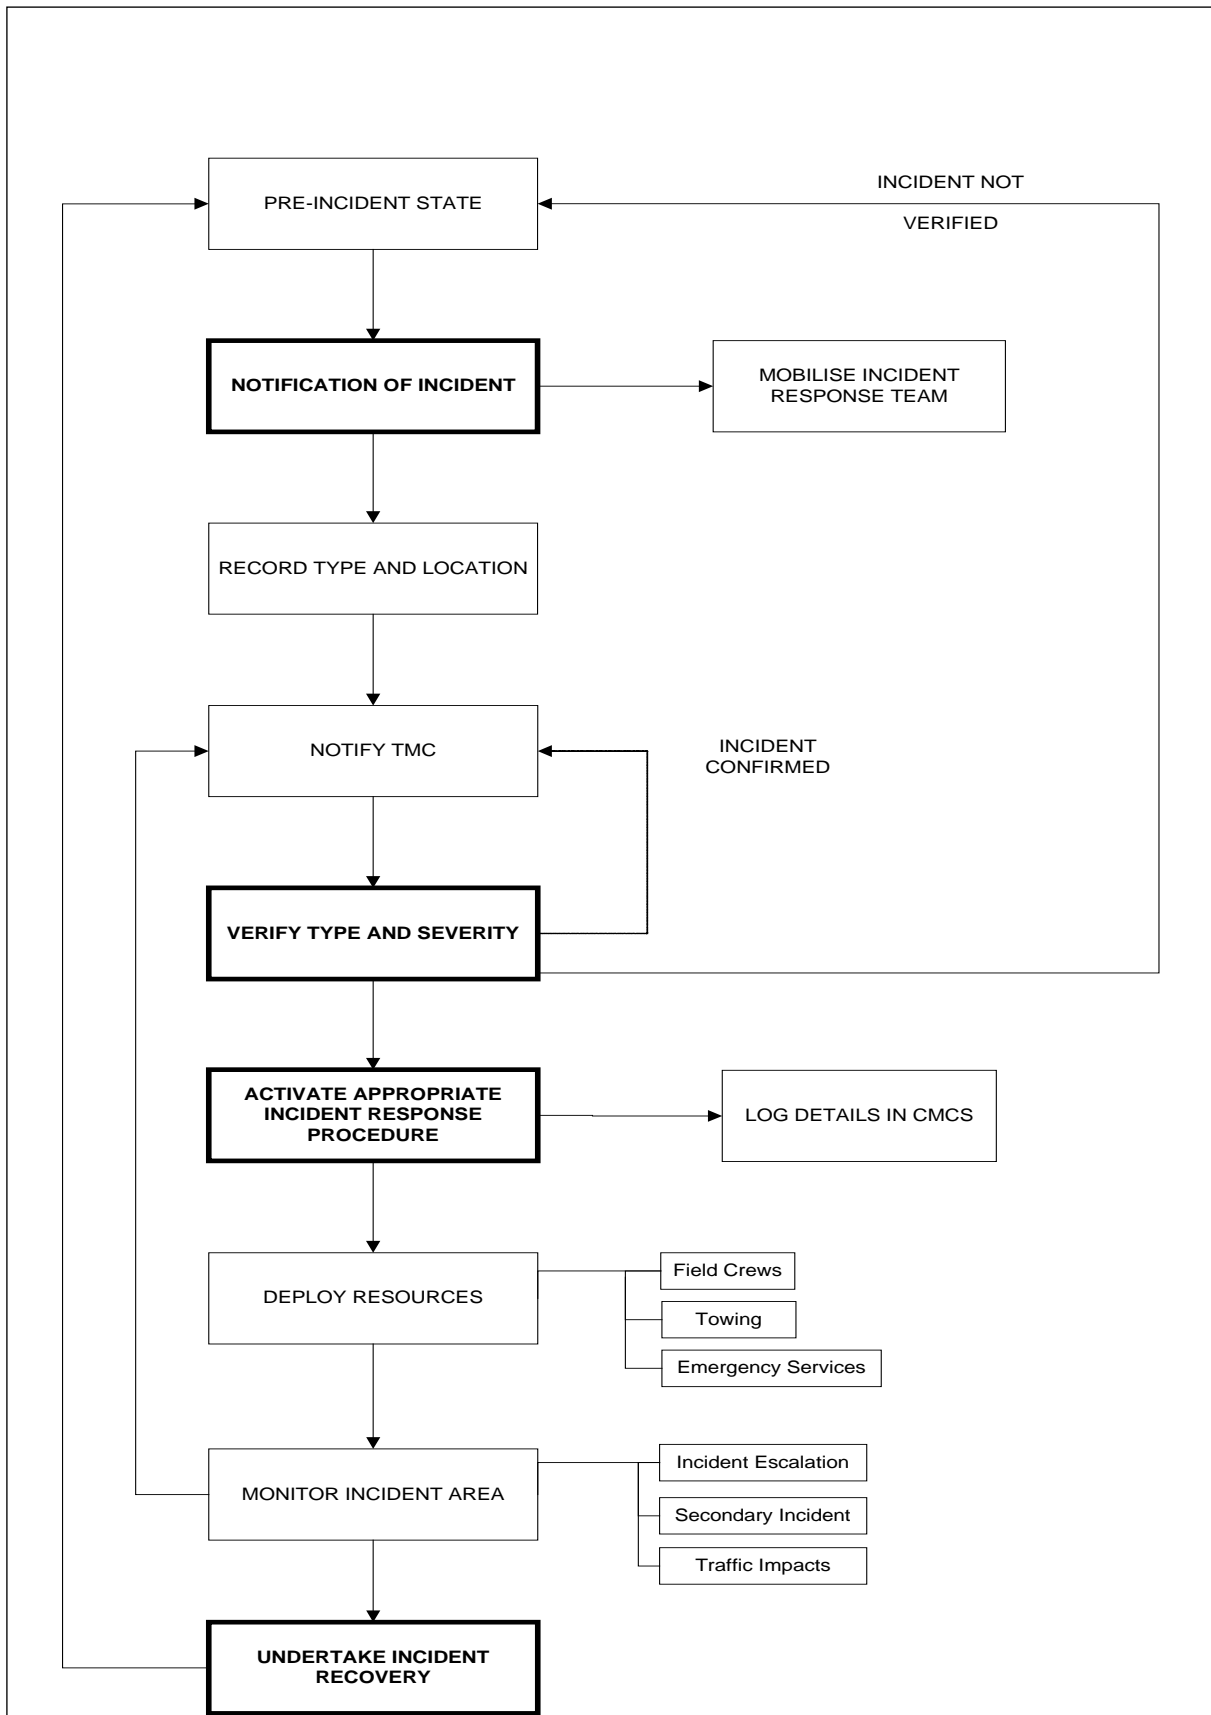 PRE-INCIDENT STATE
INCIDENT NOT
VERIFIED
NOTIFICATION OF INCIDENT
MOBILISE INCIDENT
RESPONSE TEAM
RECORD TYPE AND LOCATION
NOTIFY TMC
INCIDENT
CONFIRMED
VERIFY TYPE AND SEVERITY
ACTIVATE APPROPRIATE
INCIDENT RESPONSE
PROCEDURE
LOG DETAILS IN CMCS
DEPLOY RESOURCES
Field Crews
Towing
Emergency Services
MONITOR INCIDENT AREA
Incident Escalation
Secondary Incident
Traffic Impacts
UNDERTAKE INCIDENT
RECOVERY